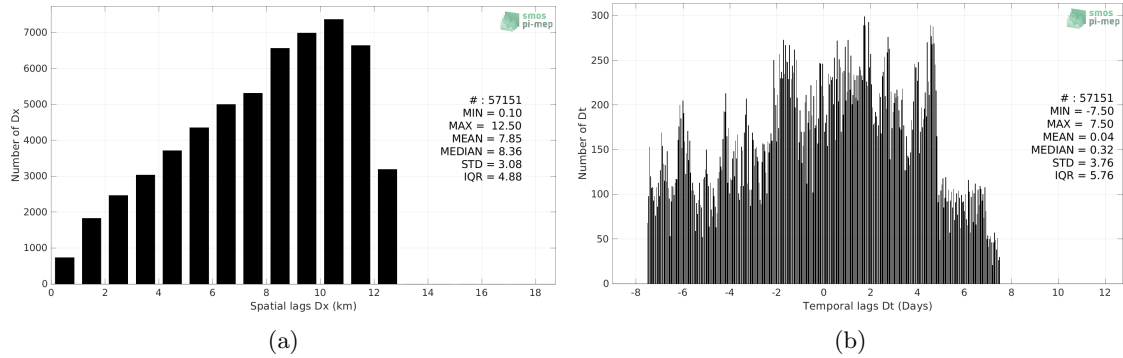 smos
pi-mep
7000
6000
5000
4000
3000
2000
1000
0
Number of Dx
# : 57151
MIN = 0.10
MAX = 12.50
MEAN = 7.85
MEDIAN = 8.36
STD = 3.08
IQR = 4.88
0 2 4 6 8 10 12 14 16 18
Spatial lags Dx (km)
(a)
smos
pi-mep
300
250
200
150
100
50
0
Number of Dt
# : 57151
MIN = -7.50
MAX = 7.50
MEAN = 0.04
MEDIAN = 0.32
STD = 3.76
IQR = 5.76
-8 -6 -4 -2 0 2 4 6 8 10 12
Temporal lags Dt (Days)
(b)